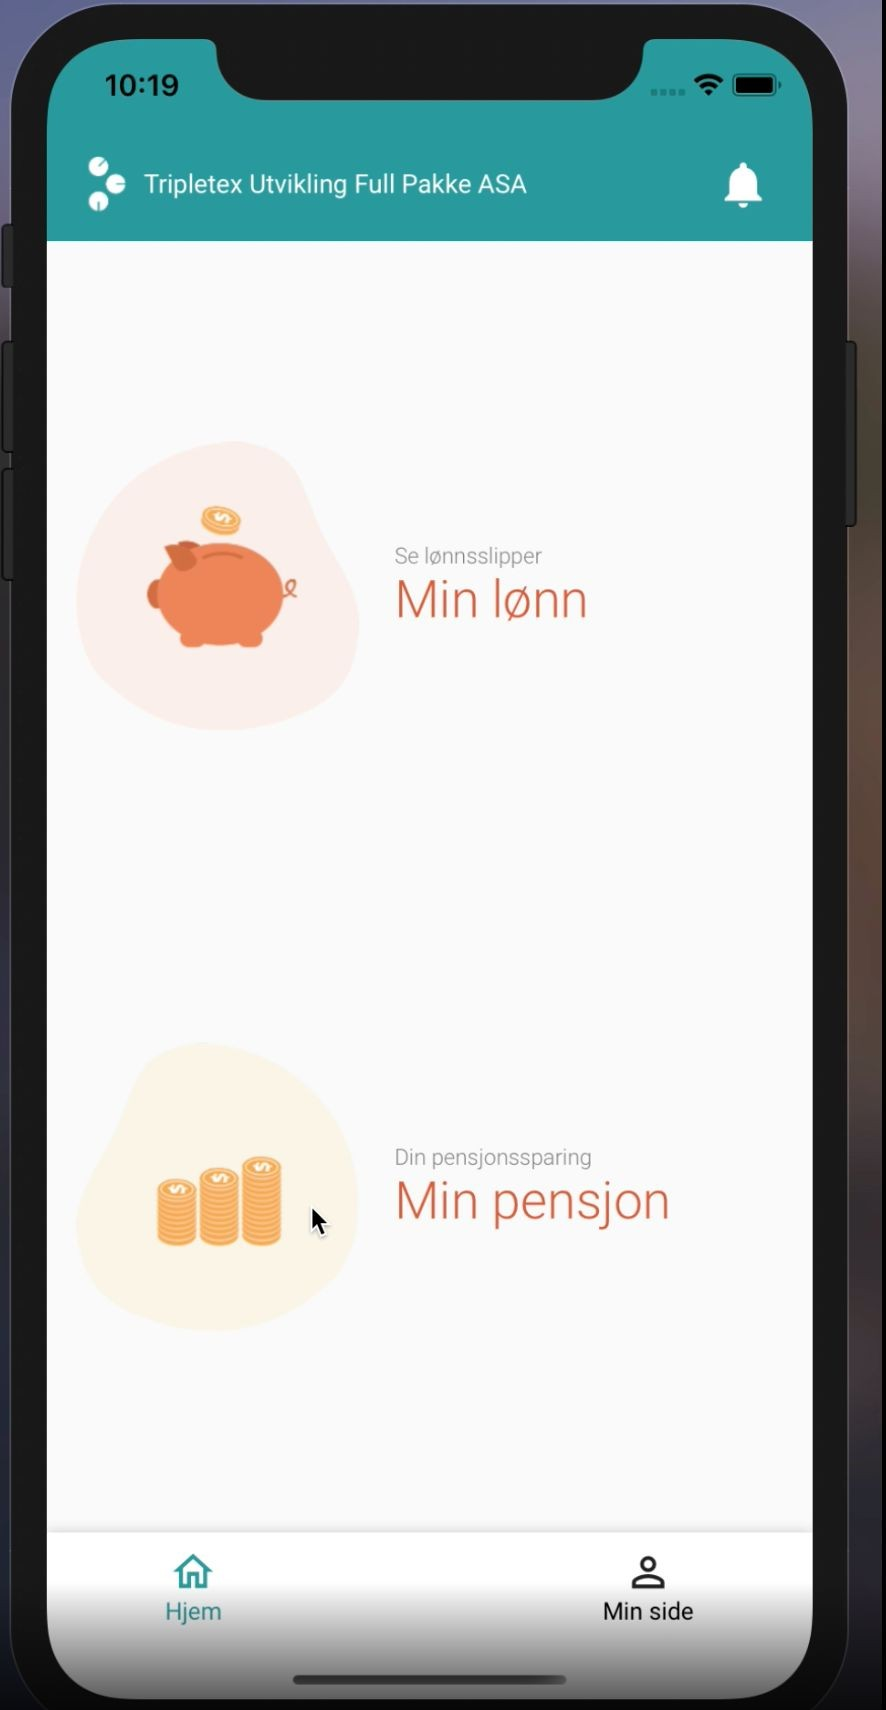 10:19
Tripletex Utvikling Full Pakke ASA
Se lønnsslipper
Min lønn
Din pensjonssparing
Min pensjon
Hjem
Min side